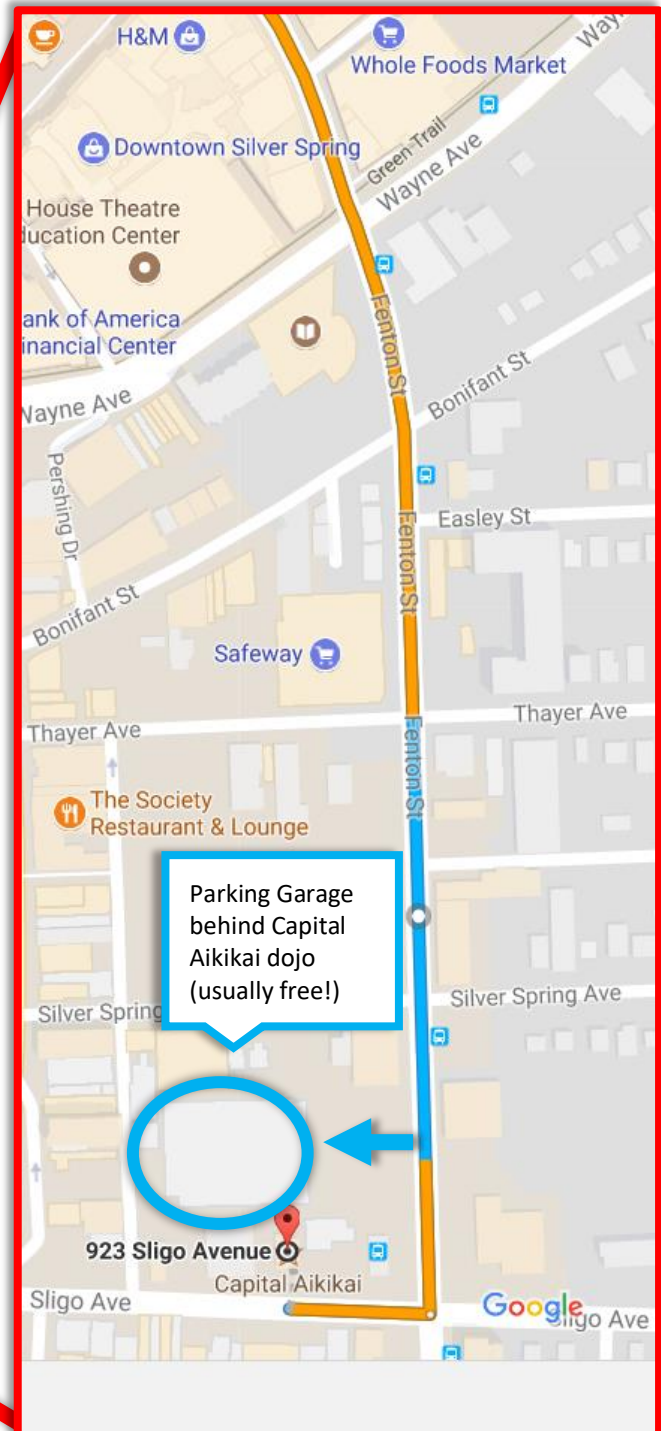 H&M
Whole Foods Market
Way
Downtown Silver Spring
Green Trail
Wayne Ave
House Theatre
ducation Center
ank of America
inancial Center
Fenton St
Wayne Ave
Bonifant St
Pershing Dr
Easley St
Fenton St
Bonifant St
Safeway
Thayer Ave
Thayer Ave
Fenton St
The Society
Restaurant & Lounge
Parking Garage
behind Capital
Aikikai dojo
(usually free!)
Silver Spring
Silver Spring Ave
923 Sligo Avenue
Capital Aikikai
Sligo Ave
Google
Sligo Ave